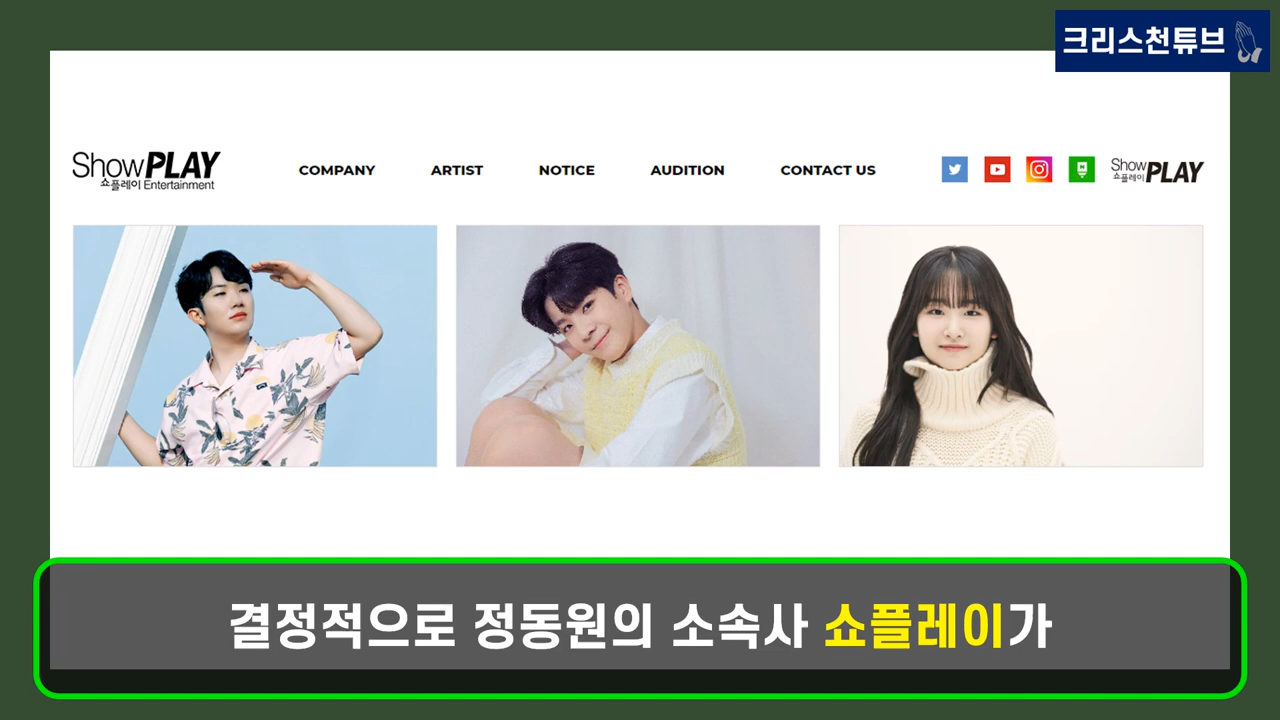 크리스천튜브
ShowPLAY
쇼플레이 Entertainment
COMPANY ARTIST NOTICE AUDITION CONTACT US
Show PLAY
쇼플레이
결정적으로 정동원의 소속사 쇼플레이가